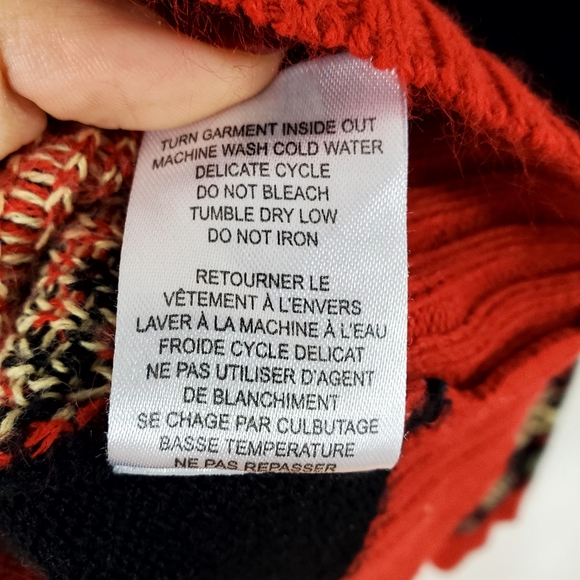 TURN GARMENT INSIDE OUT
MACHINE WASH COLD WATER
DELICATE CYCLE
DO NOT BLEACH
TUMBLE DRY LOW
DO NOT IRON
RETOURNER LE
VÊTEMENT À L'ENVERS
LAVER À LA MACHINE À L'EAU
FROIDE CYCLE DELICAT
NE PAS UTILISER D'AGENT
DE BLANCHIMENT
SE CHAGE PAR CULBUTAGE
BASSE TEMPERATURE
NE PAS REPASSER